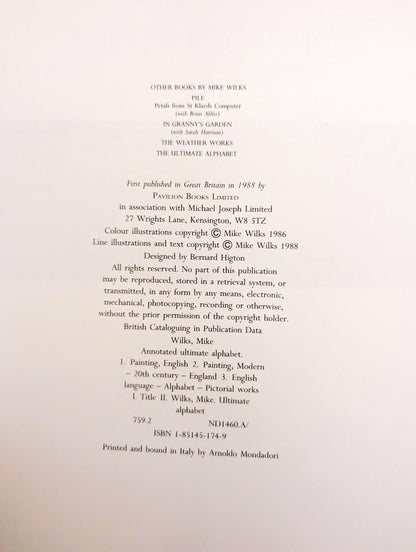 OTHER BOOKS BY MIKE WILKS
PILE
Petals from St Klaeds Computer
(with Brian Aldiss)
IN GRANNY'S GARDEN
(with Sarah Harrison)
THE WEATHER WORKS
THE ULTIMATE ALPHABET
First published in Great Britain in 1988 by
PAVILION BOOKS LIMITED
in association with Michael Joseph Limited
27 Wrights Lane, Kensington, W8 5TZ
Colour illustrations copyright © Mike Wilks 1986
Line illustrations and text copyright © Mike Wilks 1988
Designed by Bernard Higton
All rights reserved. No part of this publication
may be reproduced, stored in a retrieval system, or
transmitted, in any form by any means, electronic,
mechanical, photocopying, recording or otherwise,
without the prior permission of the copyright holder.
British Cataloguing in Publication Data
Wilks, Mike
Annotated ultimate alphabet.
1. Painting, English 2. Painting, Modern
– 20th century – England 3. English
language – Alphabet – Pictorial works
I. Title II. Wilks, Mike. Ultimate
alphabet
759.2 ND1460.A/
ISBN 1-85145-174-9
Printed and bound in Italy by Arnoldo Mondadori